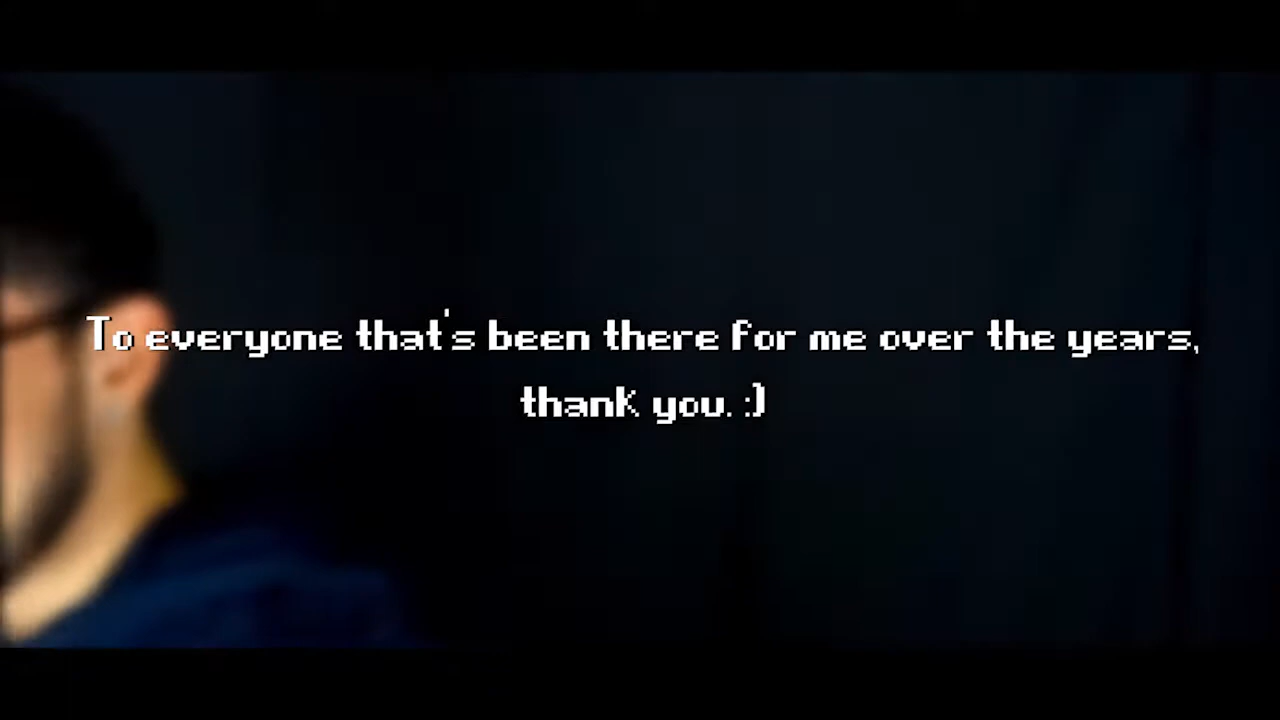 To everyone that's been there for me over the years,
thank you. :)